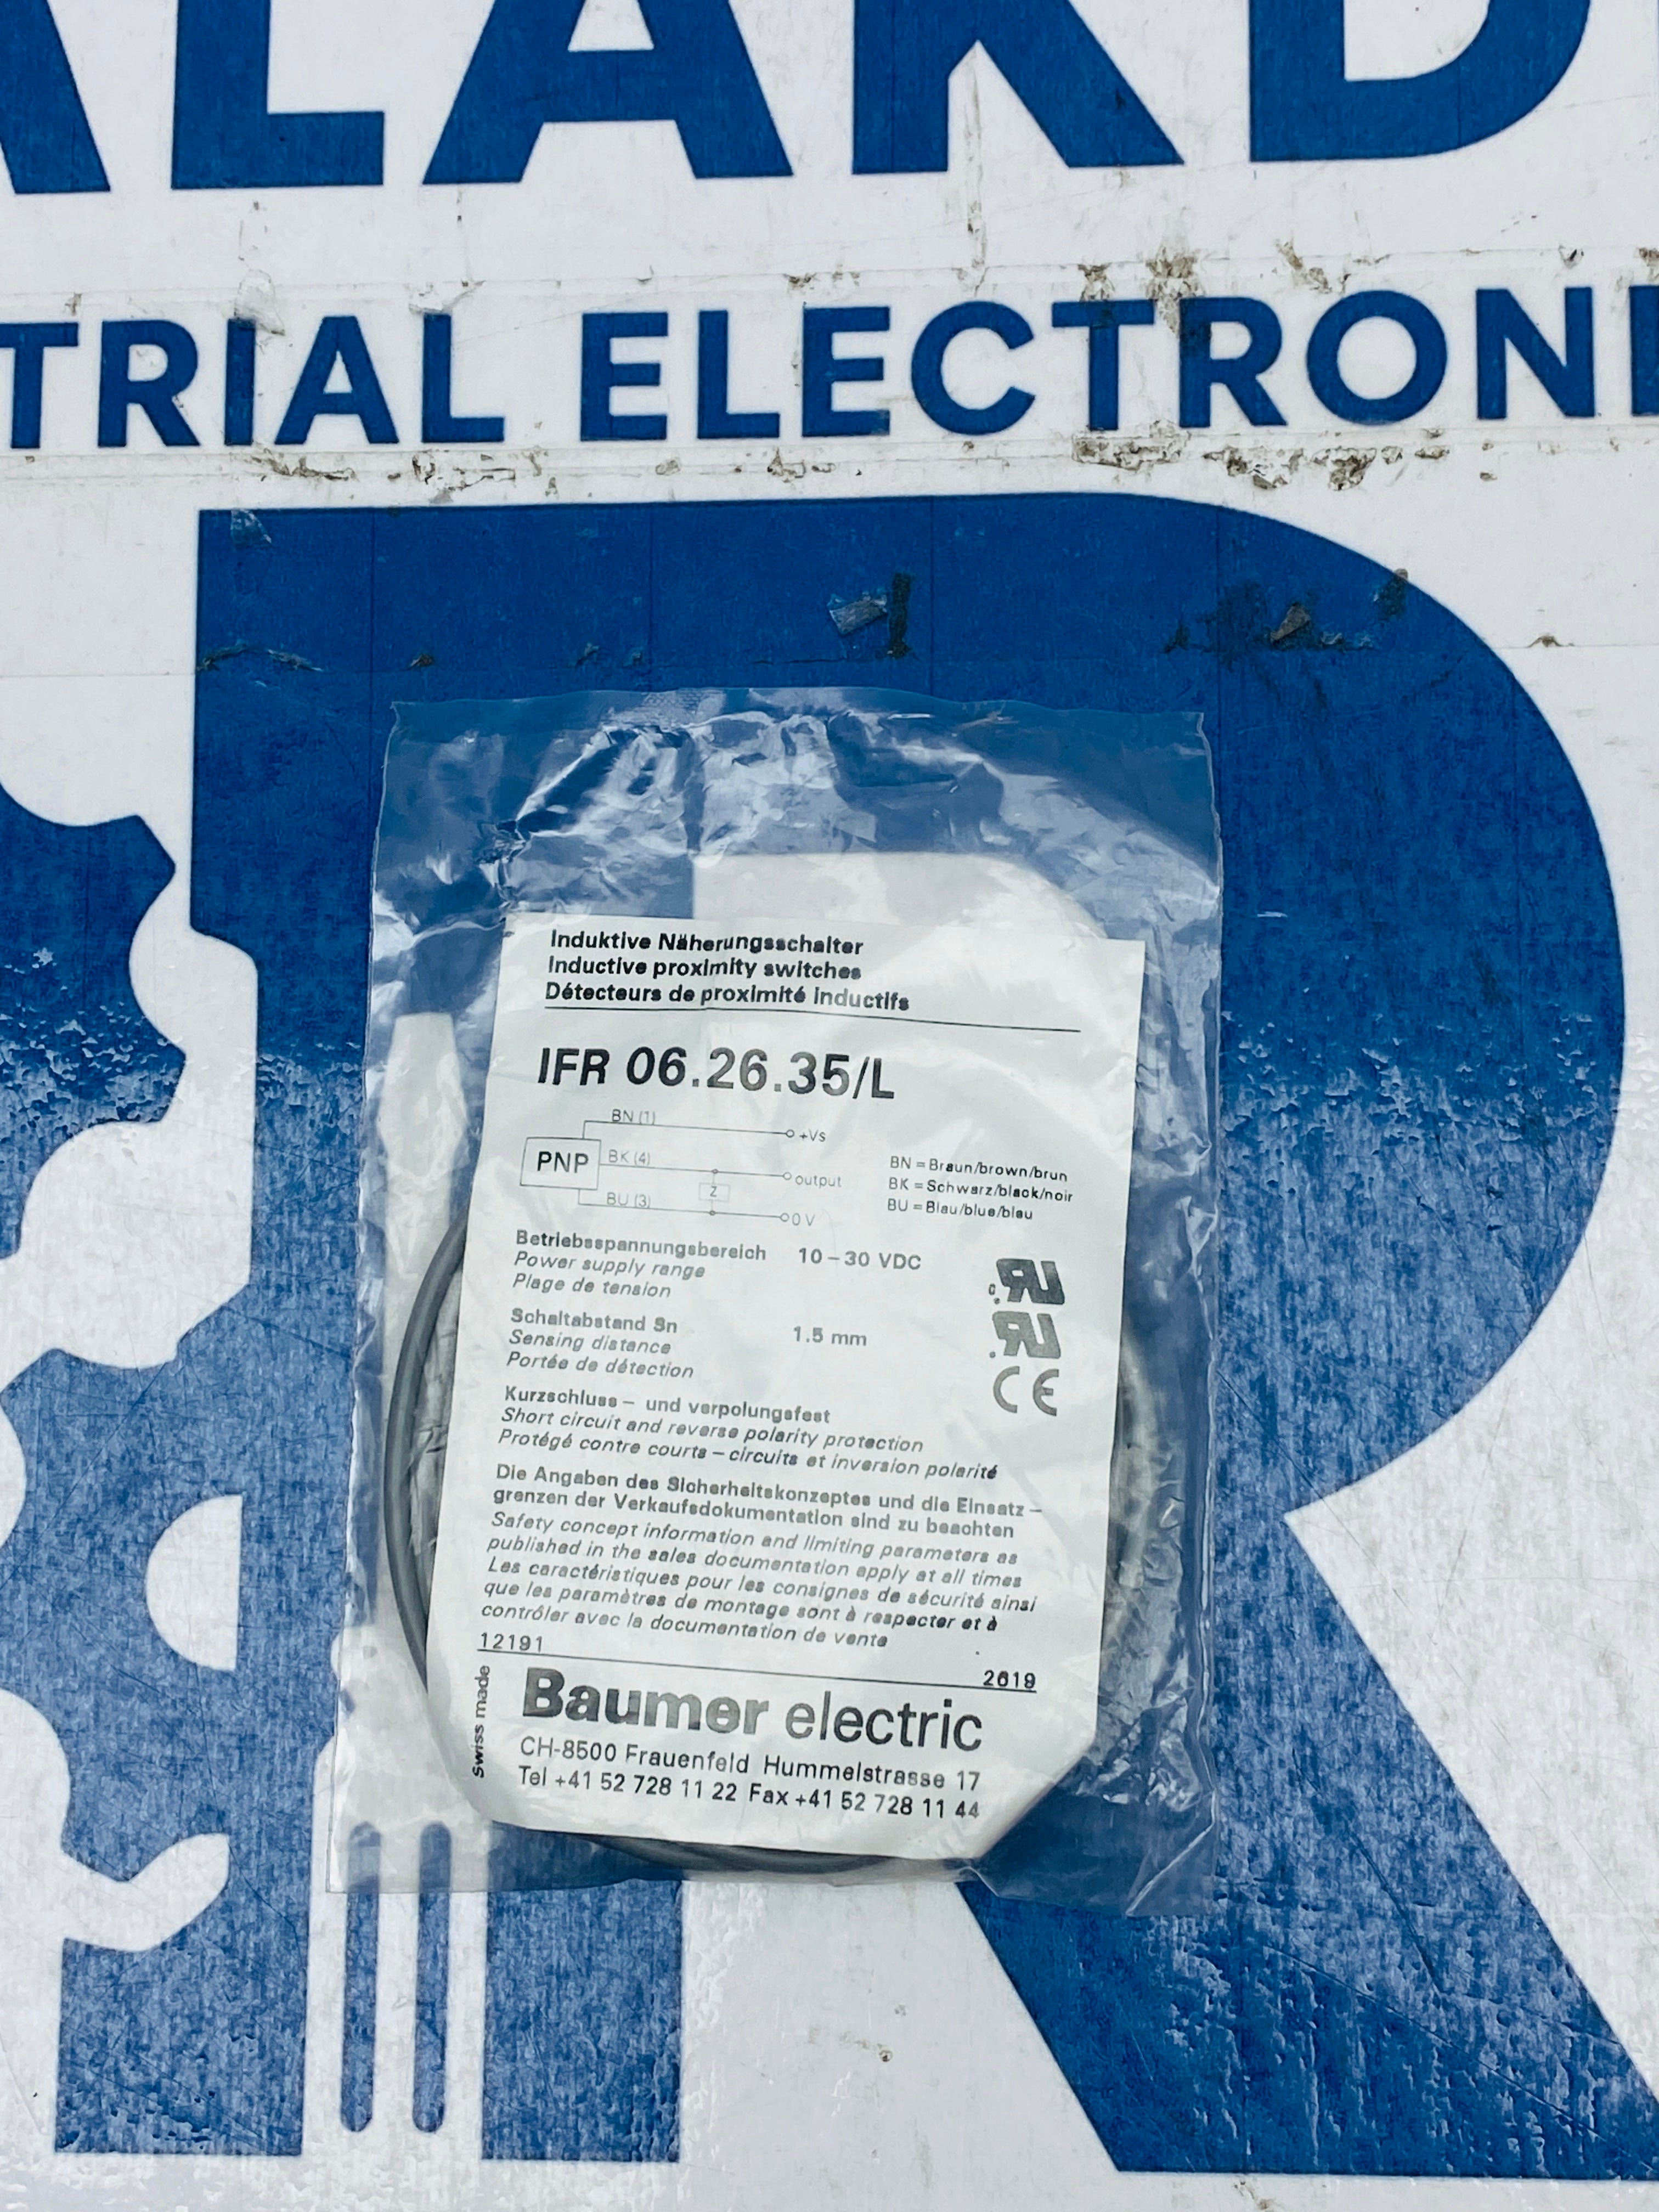 ALAKD
TRIAL ELECTRONI
R
Induktive Näherungsschalter
Inductive proximity switches
Détecteurs de proximité inductifs
IFR 06.26.35/L
BN (1)
+Vs
PNP
BK (4)
output
Z
BU (3)
0 V
BN = Braun/brown/brun
BK = Schwarz/black/noir
BU = Blau/blue/bleu
Betriebsspannungsbereich 10 – 30 VDC
Power supply range
Plage de tension
Schaltabstand Sn 1.5 mm
Sensing distance
Portée de détection
Kurzschluss – und verpolungsfest
Short circuit and reverse polarity protection
Protégé contre courts – circuits et inversion polarité
Die Angaben des Sicherheitskonzeptes und die Einsatz –
grenzen der Verkaufsdokumentation sind zu beachten
Safety concept information and limiting parameters as
published in the sales documentation apply at all times
Les caractéristiques pour les consignes de sécurité ainsi
que les paramètres de montage sont à respecter et à
contrôler avec la documentation de vente
c RU
RU
CE
12191
2619
Swiss made
Baumer electric
CH-8500 Frauenfeld Hummelstrasse 17
Tel +41 52 728 11 22 Fax +41 52 728 11 44